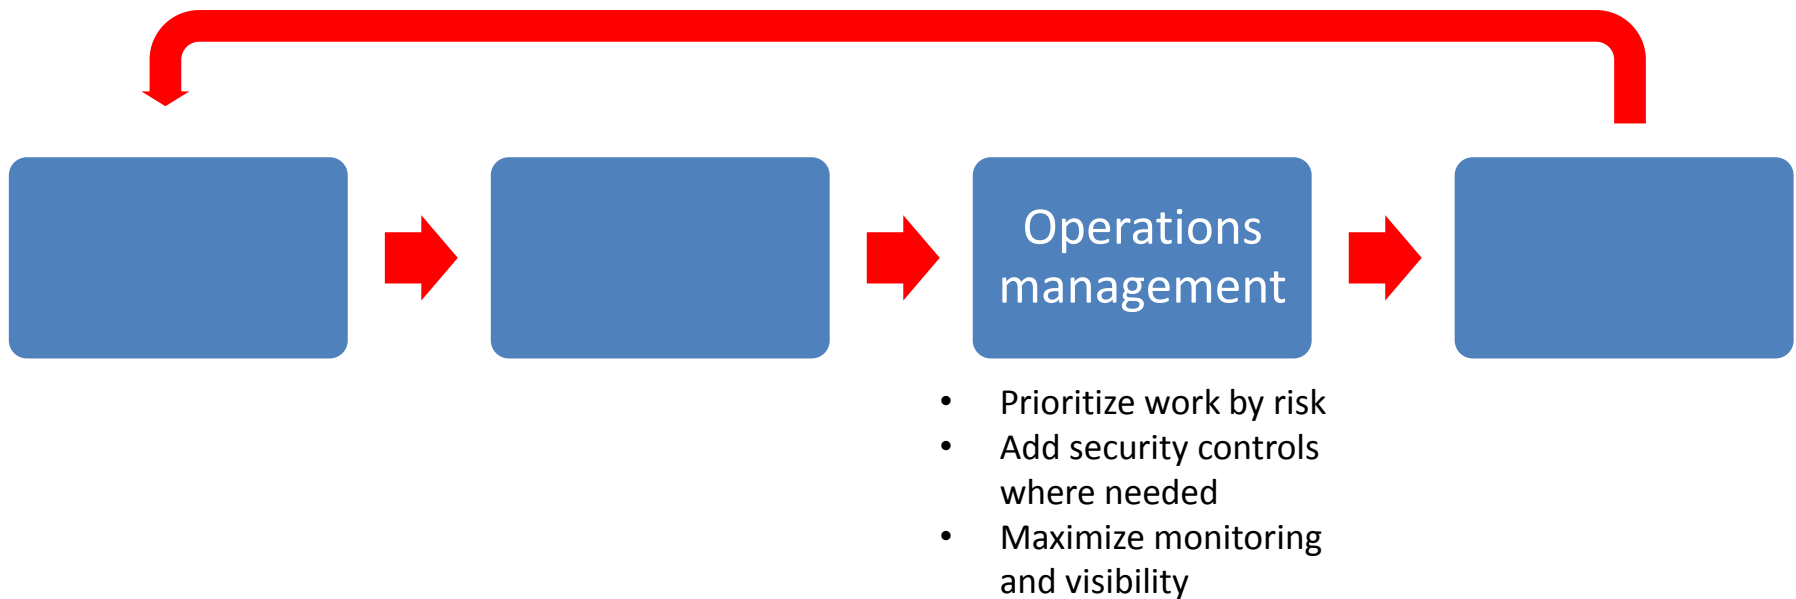 Operations
management
• Prioritize work by risk
• Add security controls
where needed
• Maximize monitoring
and visibility